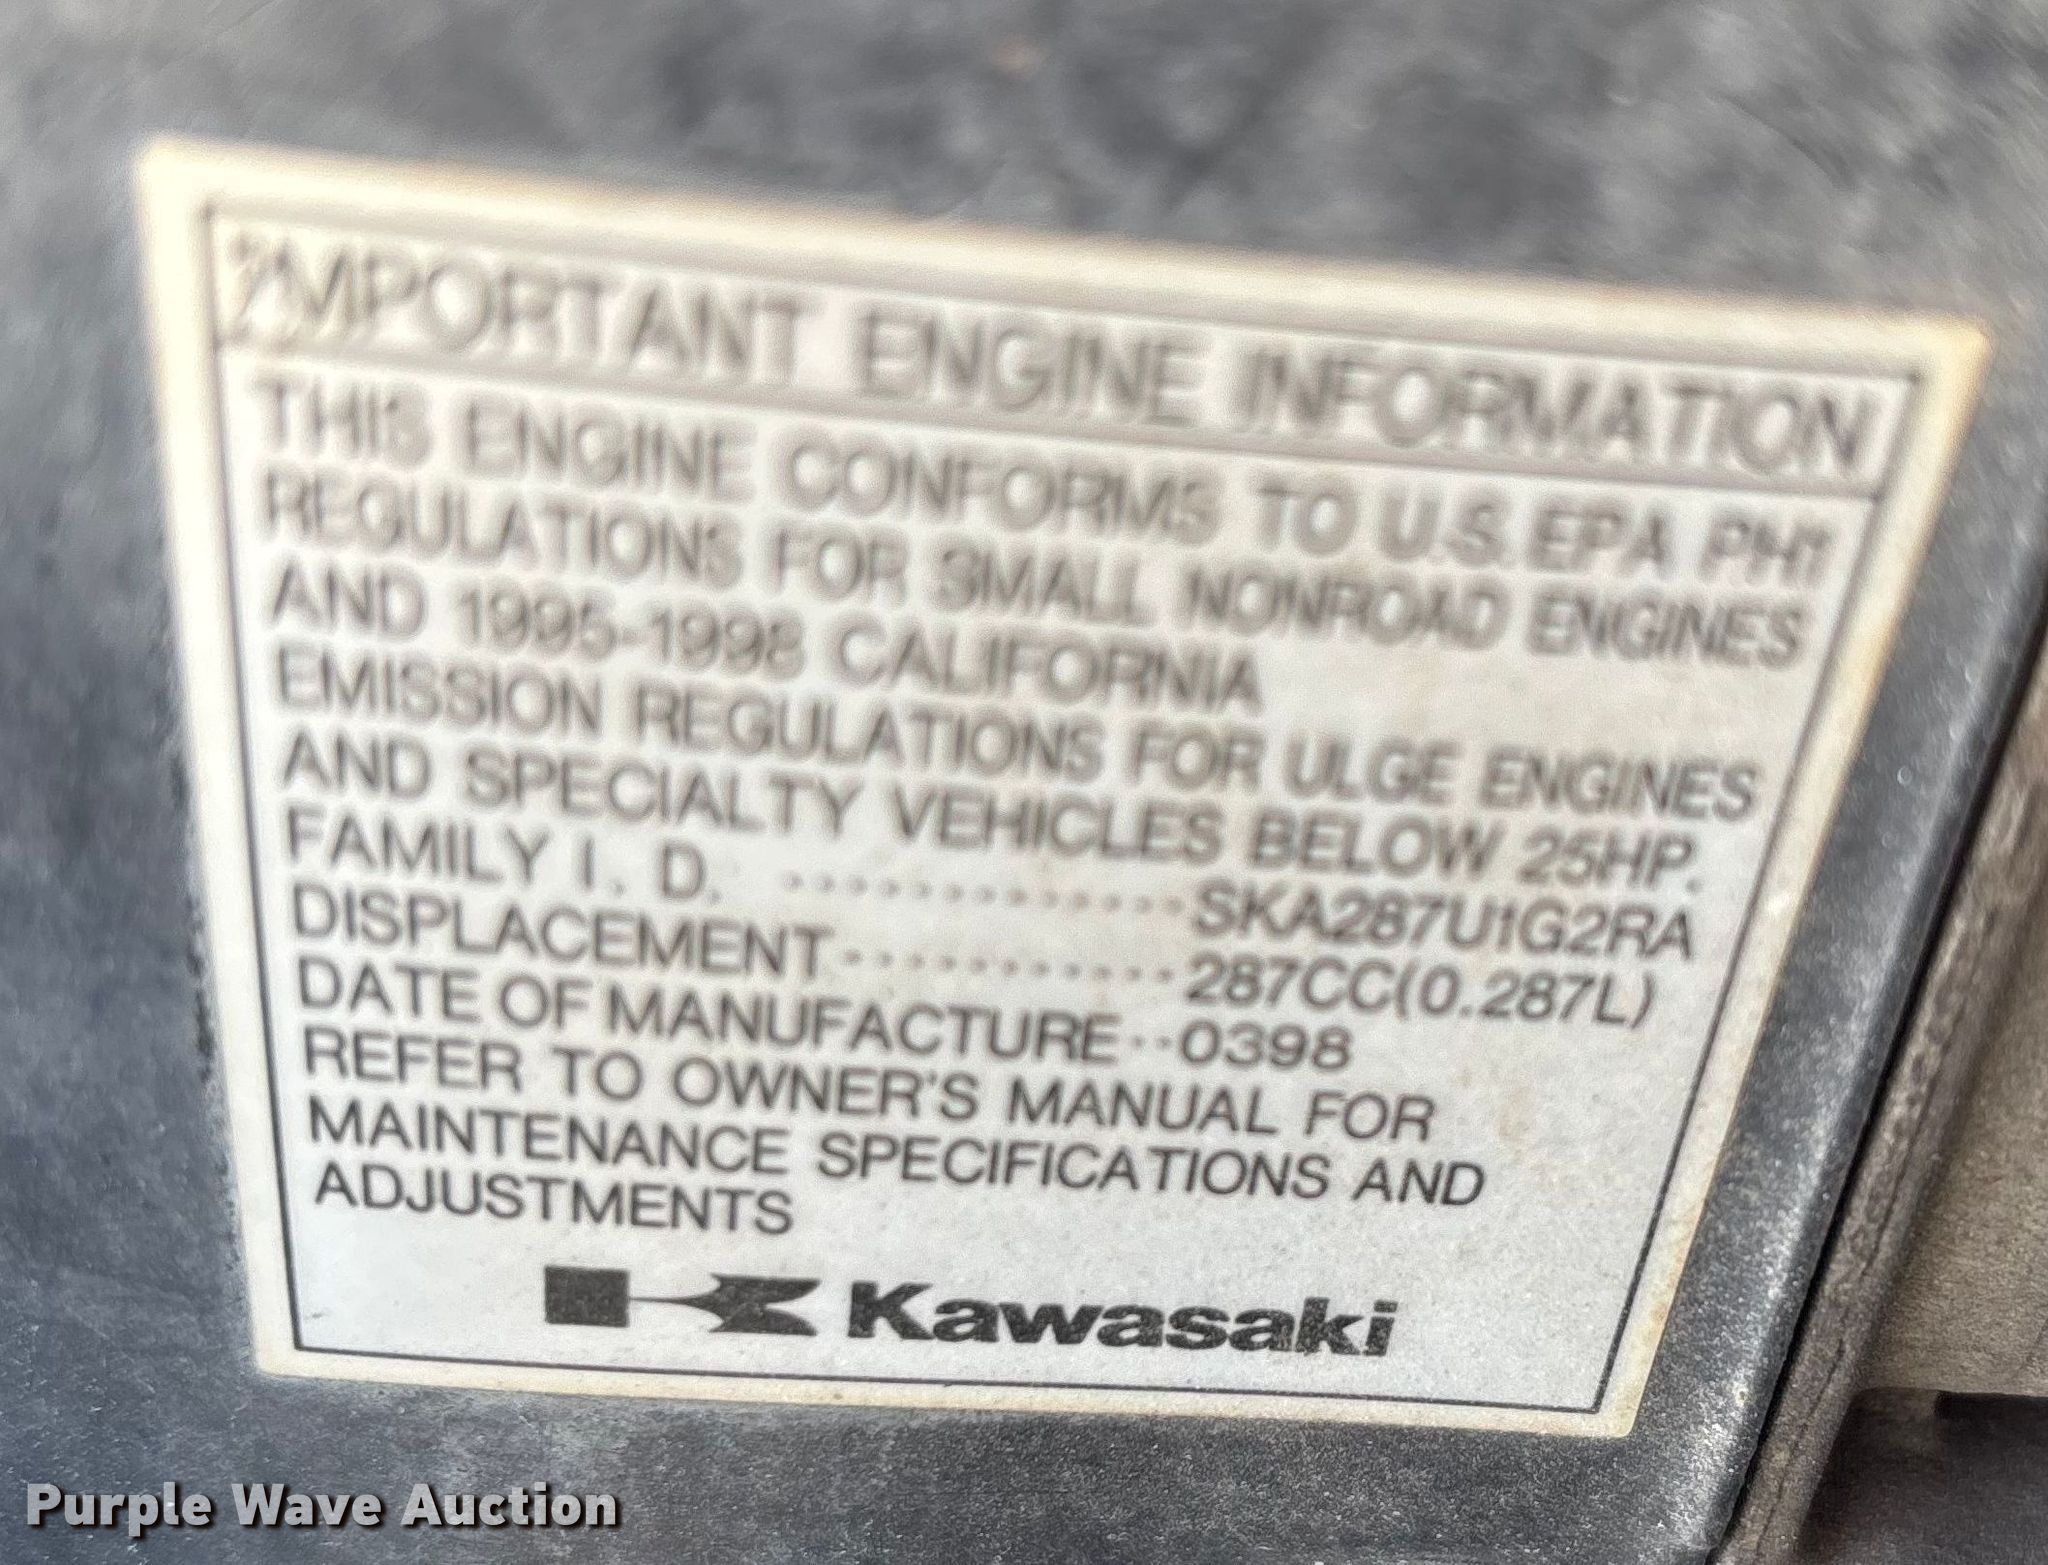 IMPORTANT ENGINE INFORMATION
THIS ENGINE CONFORMS TO U.S. EPA PH1
REGULATIONS FOR SMALL NONROAD ENGINES
AND 1995-1998 CALIFORNIA
EMISSION REGULATIONS FOR ULGE ENGINES
AND SPECIALTY VEHICLES BELOW 25HP.
FAMILY I. D. ············· SKA287U1G2RA
DISPLACEMENT ··········· 287CC(0.287L)
DATE OF MANUFACTURE ·· 0398
REFER TO OWNER'S MANUAL FOR
MAINTENANCE SPECIFICATIONS AND
ADJUSTMENTS
Kawasaki
Purple Wave Auction